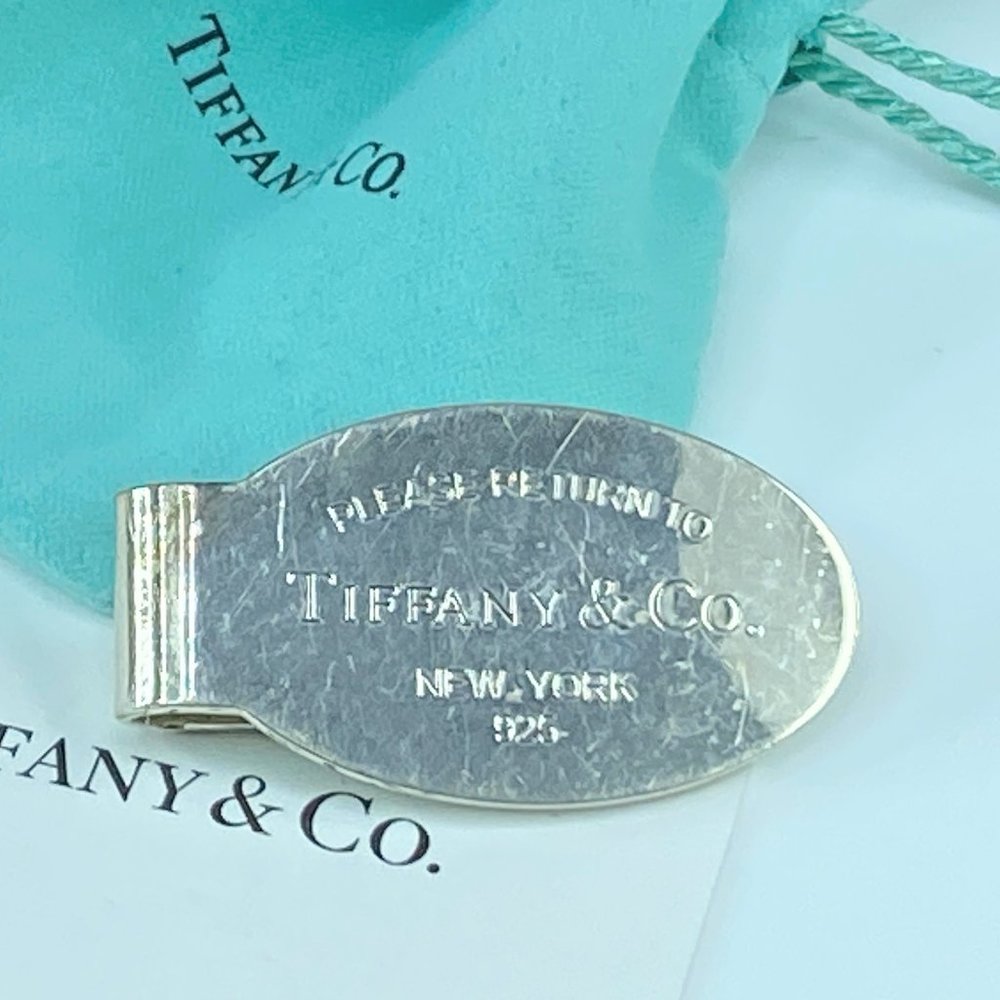 TIFFANY CO.
PLEASE RETURN TO
TIFFANY & CO.
NEW YORK
925
FANY & CO.